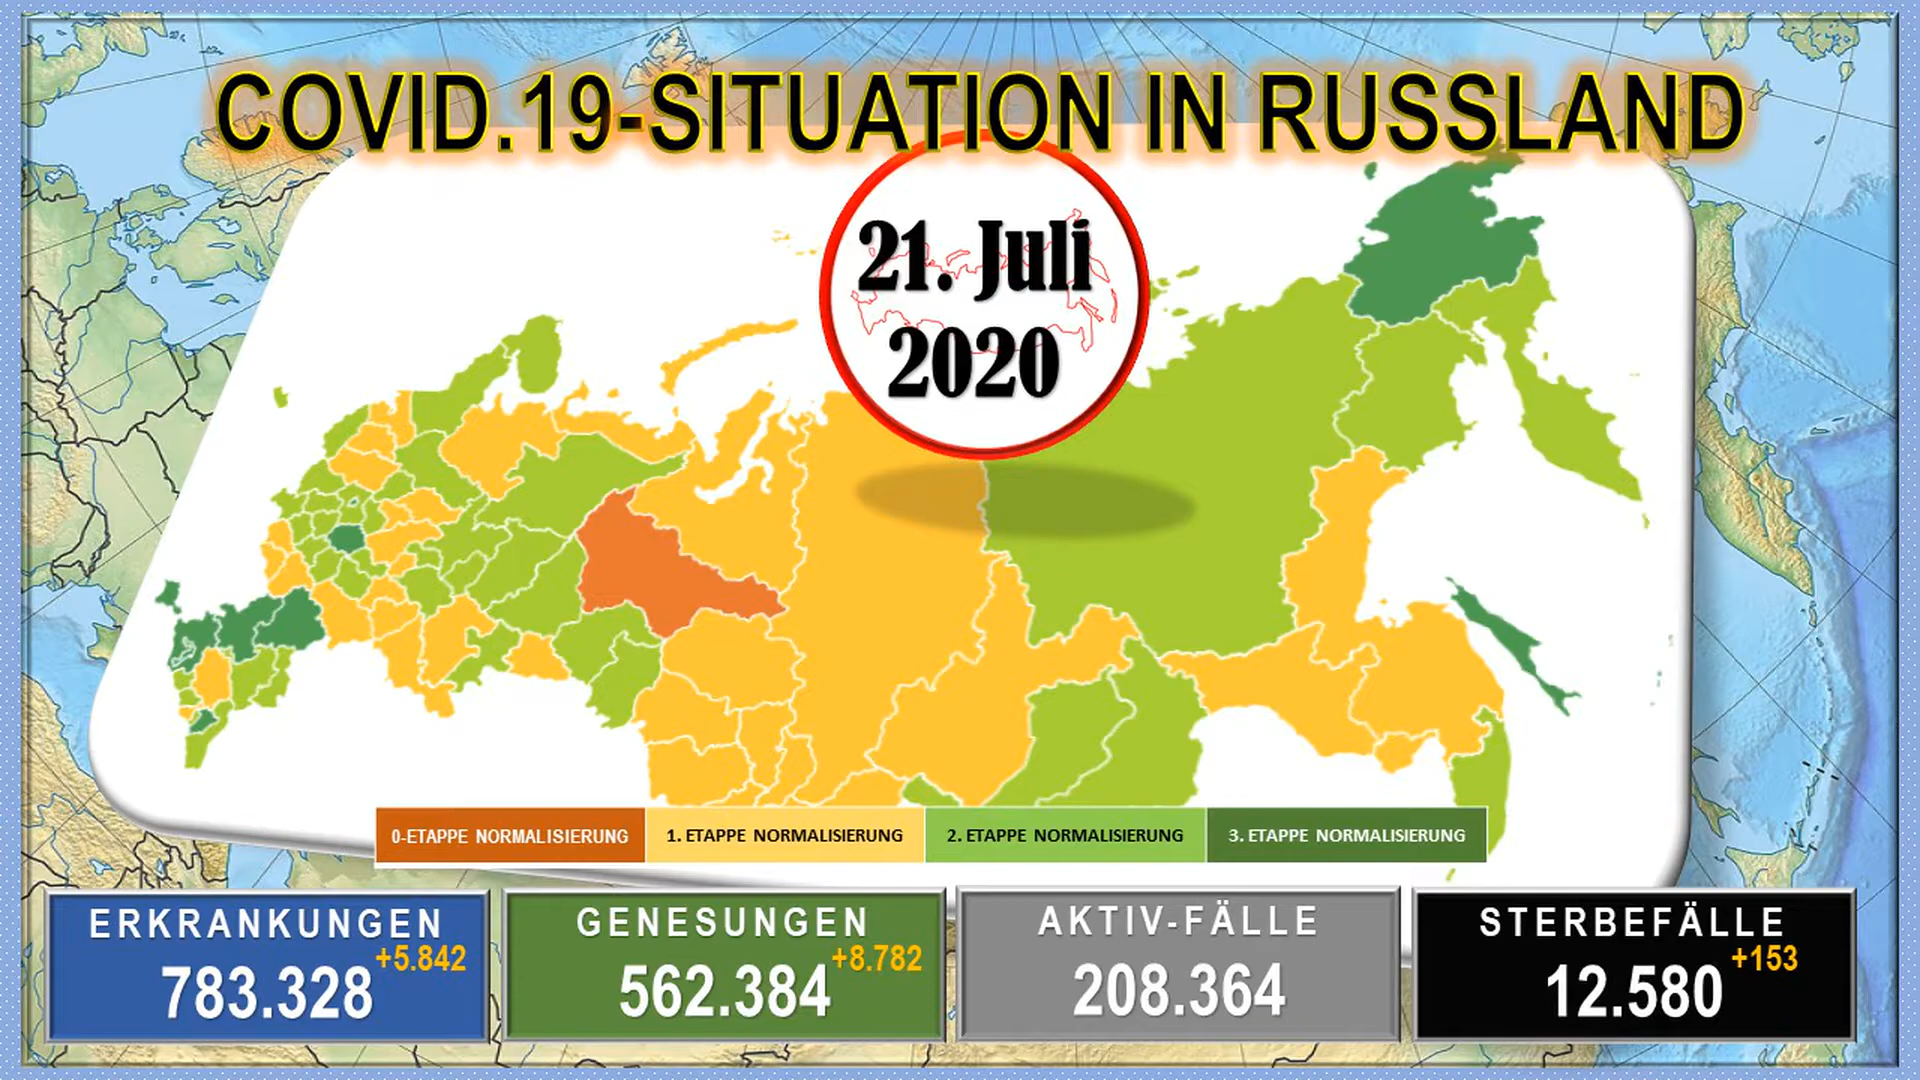 COVID.19-SITUATION IN RUSSLAND
21. Juli
2020
0-ETAPPE NORMALISIERUNG
1. ETAPPE NORMALISIERUNG
2. ETAPPE NORMALISIERUNG
3. ETAPPE NORMALISIERUNG
ERKRANKUNGEN
+5.842
783.328
GENESUNGEN
+8.782
562.384
AKTIV-FÄLLE
208.364
STERBEFÄLLE
+153
12.580